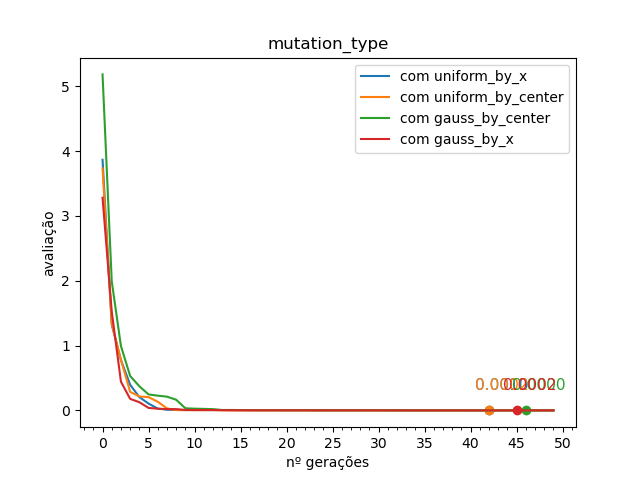 mutation_type
com uniform_by_x
com uniform_by_center
com gauss_by_center
com gauss_by_x
avaliação
5
4
3
2
1
0
0 5 10 15 20 25 30 35 40 45 50
nº gerações